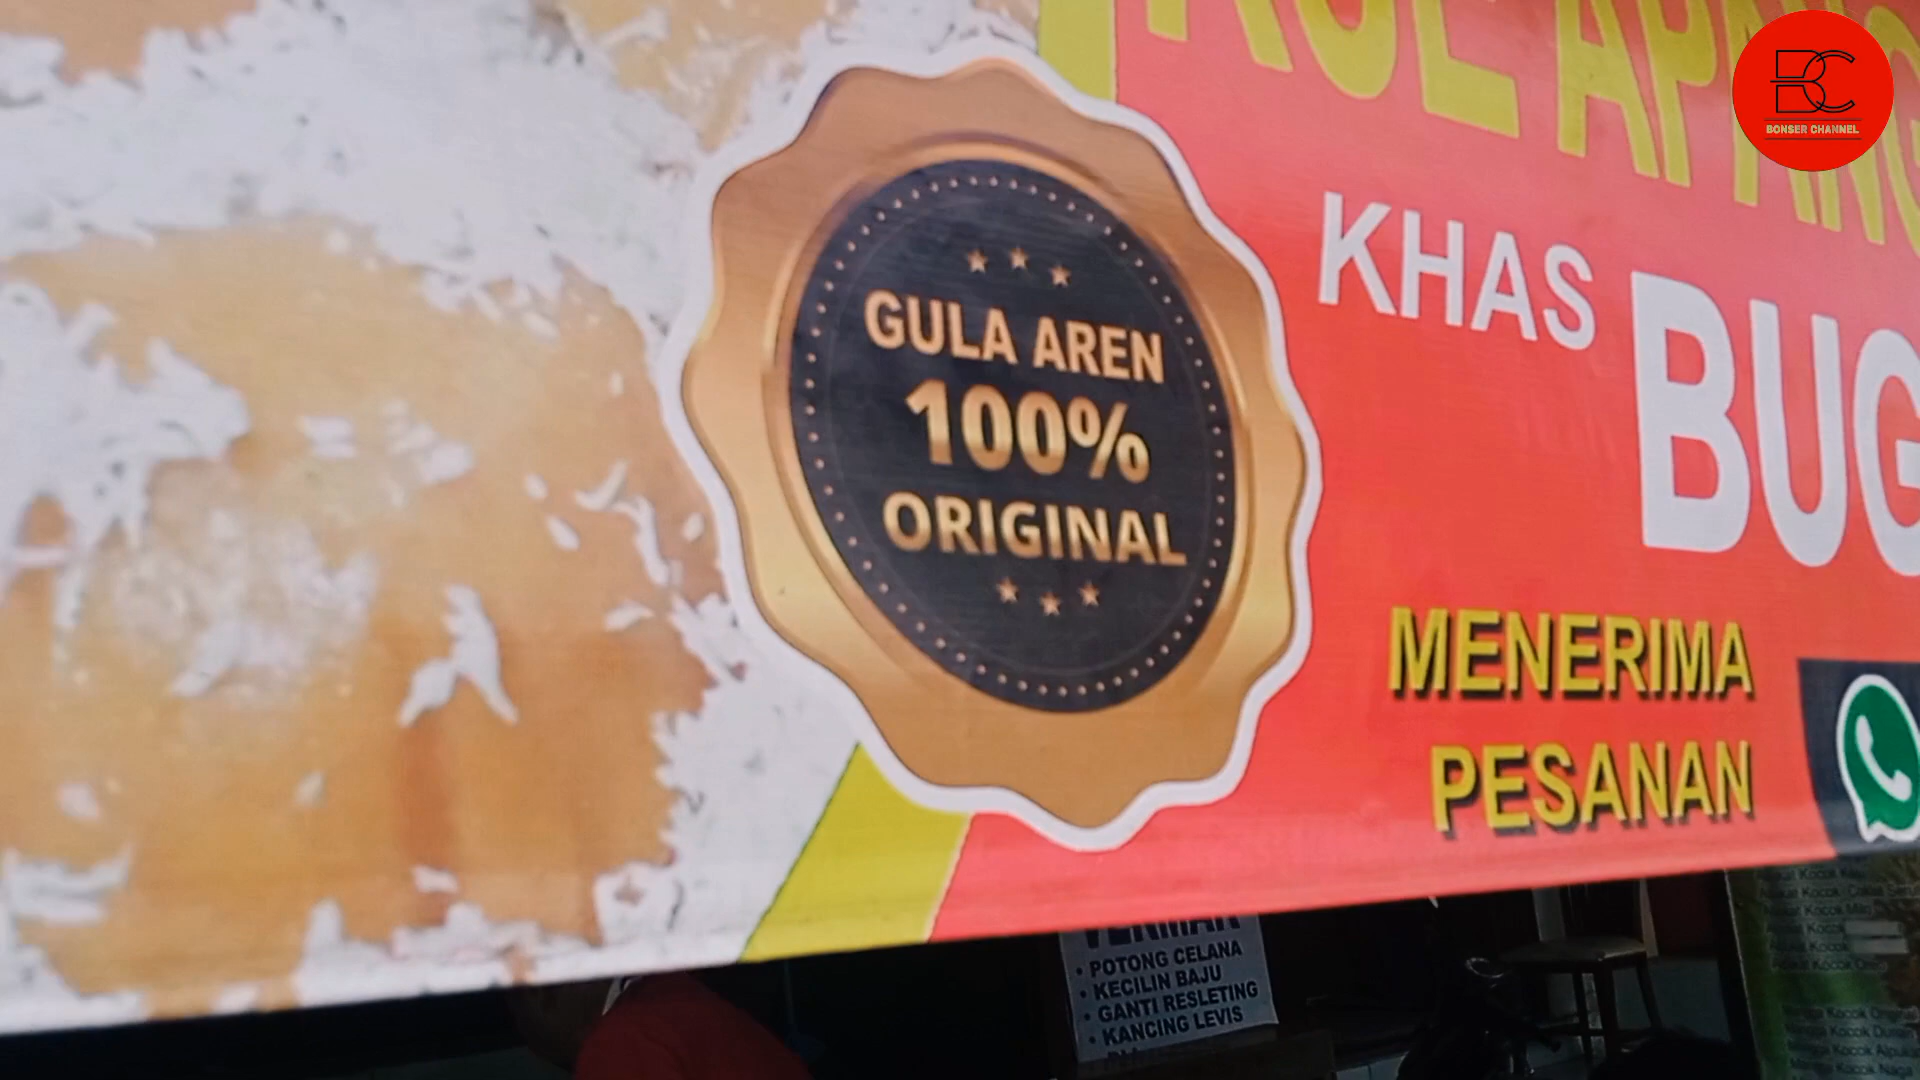 KUE APANG
BC
BONSER CHANNEL
KHAS BUG
GULA AREN
100%
ORIGINAL
MENERIMA
PESANAN
TERIMA
• POTONG CELANA
• KECILIN BAJU
• GANTI RESLETING
• KANCING LEVIS